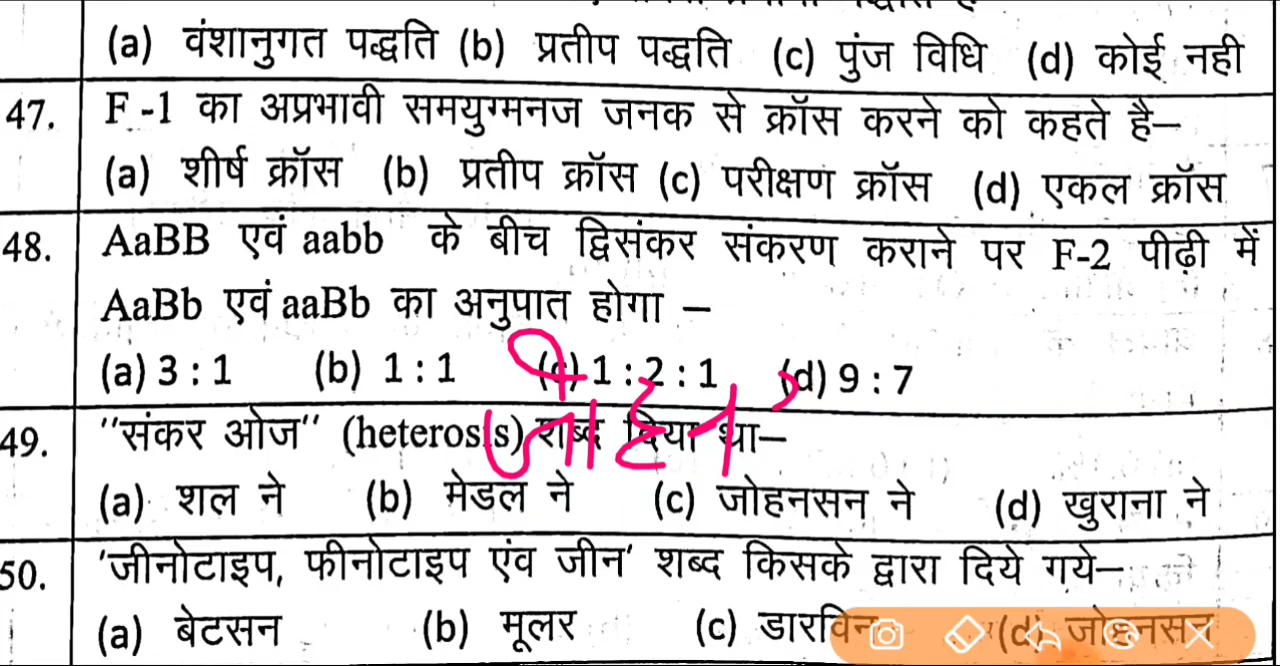 (a) वंशानुगत पद्धति (b) प्रतीप पद्धति (c) पुंज विधि (d) कोई नही
47. F -1 का अप्रभावी समयुग्मनज जनक से क्रॉस करने को कहते है–
(a) शीर्ष क्रॉस (b) प्रतीप क्रॉस (c) परीक्षण क्रॉस (d) एकल क्रॉस
48. AaBB एवं aabb के बीच द्विसंकर संकरण कराने पर F-2 पीढ़ी में
AaBb एवं aaBb का अनुपात होगा –
(a) 3 : 1 (b) 1 : 1 (c) 1 : 2 : 1 (d) 9 : 7
49. "संकर ओज" (heterosis) शब्द दिया था–
(a) शल ने (b) मेडल ने (c) जोहनसन ने (d) खुराना ने
50. 'जीनोटाइप, फीनोटाइप एंव जीन' शब्द किसके द्वारा दिये गये–
(a) बेटसन (b) मूलर (c) डारविन (d) जोहनसन